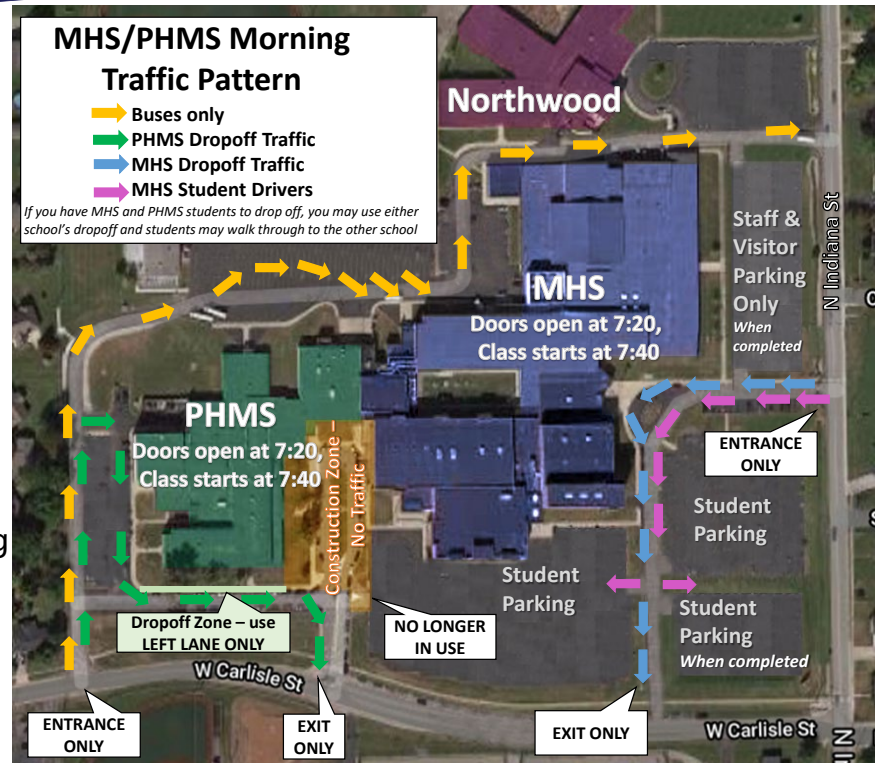 MHS/PHMS Morning
Traffic Pattern
Buses only
PHMS Dropoff Traffic
MHS Dropoff Traffic
MHS Student Drivers
If you have MHS and PHMS students to drop off, you may use either
school's dropoff and students may walk through to the other school
Northwood
Staff &
Visitor
Parking
Only
When
completed
N Indiana St
MHS
Doors open at 7:20,
Class starts at 7:40
PHMS
Doors open at 7:20,
Class starts at 7:40
Construction Zone –
No Traffic
ENTRANCE
ONLY
Student
Parking
Student
Parking
Student
Parking
When completed
Dropoff Zone – use
LEFT LANE ONLY
NO LONGER
IN USE
W Carlisle St
ENTRANCE
ONLY
EXIT
ONLY
EXIT ONLY
W Carlisle St
g